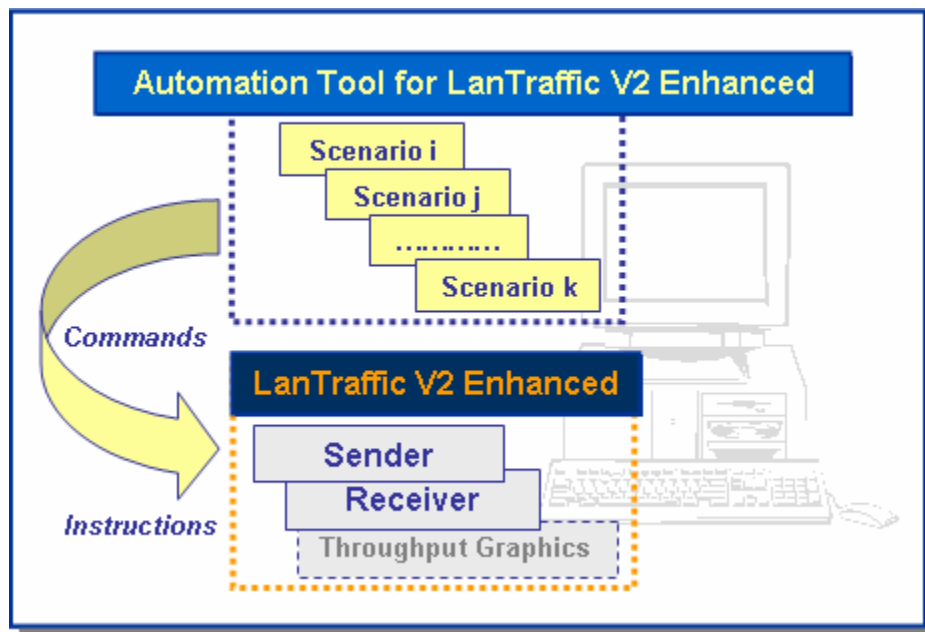 Automation Tool for LanTraffic V2 Enhanced
Scenario i
Scenario j
............
Scenario k
Commands
LanTraffic V2 Enhanced
Sender
Receiver
Instructions
Throughput Graphics